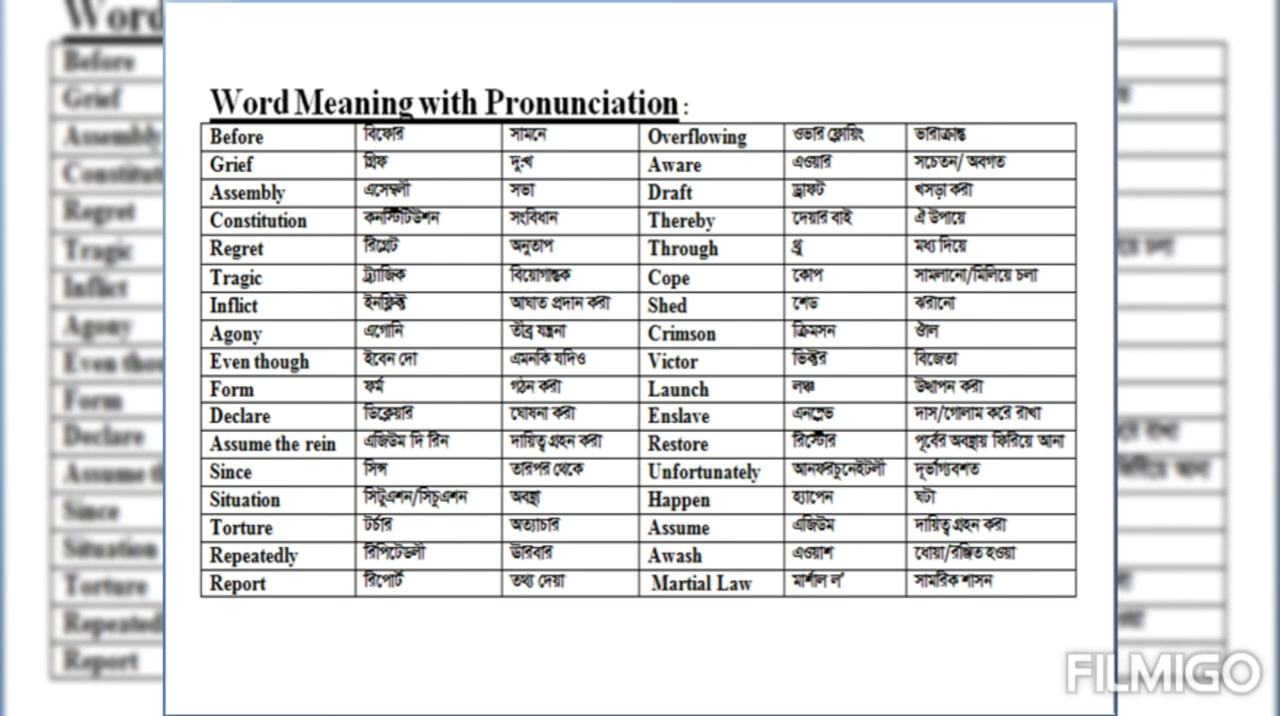 Word Meaning with Pronunciation :
Before বিফোর সামনে Overflowing ওভার ফ্লোয়িং ভারাক্রান্ত
Grief গ্রিফ দুঃখ Aware এওয়ার সচেতন/ অবগত
Assembly এসেম্বলী সভা Draft ড্রাফট খসড়া করা
Constitution কনস্টিটিউশন সংবিধান Thereby দেয়ার বাই ঐ উপায়ে
Regret রিগ্রেট অনুতাপ Through থ্রু মধ্য দিয়ে
Tragic ট্র্যাজিক বিয়োগান্তক Cope কোপ সামলানো/মিলিয়ে চলা
Inflict ইনফ্লিক্ট আঘাত প্রদান করা Shed শেড ঝরানো
Agony এগোনি তীব্র যন্ত্রনা Crimson ক্রিমসন
Even though ইবেন দো এমনকি যদিও Victor ভিক্টর বিজেতা
Form ফর্ম গঠন করা Launch লঞ্চ উত্থাপন করা
Declare ডিক্লেয়ার ঘোষনা করা Enslave এনস্লেভ দাস/গোলাম করে রাখা
Assume the rein এজিউম দি রিন দায়িত্ব গ্রহন করা Restore রিস্টোর পূর্বের অবস্থায় ফিরিয়ে আনা
Since সিন্স তারপর থেকে Unfortunately আনফরচুনেইটলী দূর্ভাগ্যবশত
Situation সিটুএশন/সিচুএশন অবস্থা Happen হ্যাপেন ঘটা
Torture টর্চার অত্যাচার Assume এজিউম দায়িত্ব গ্রহন করা
Repeatedly রিপিটেডলী Awash এওয়াশ ধোয়া/রঞ্জিত হওয়া
Report রিপোর্ট তথ্য দেয়া Martial Law মার্শাল ল' সামরিক শাসন
FILMIGO